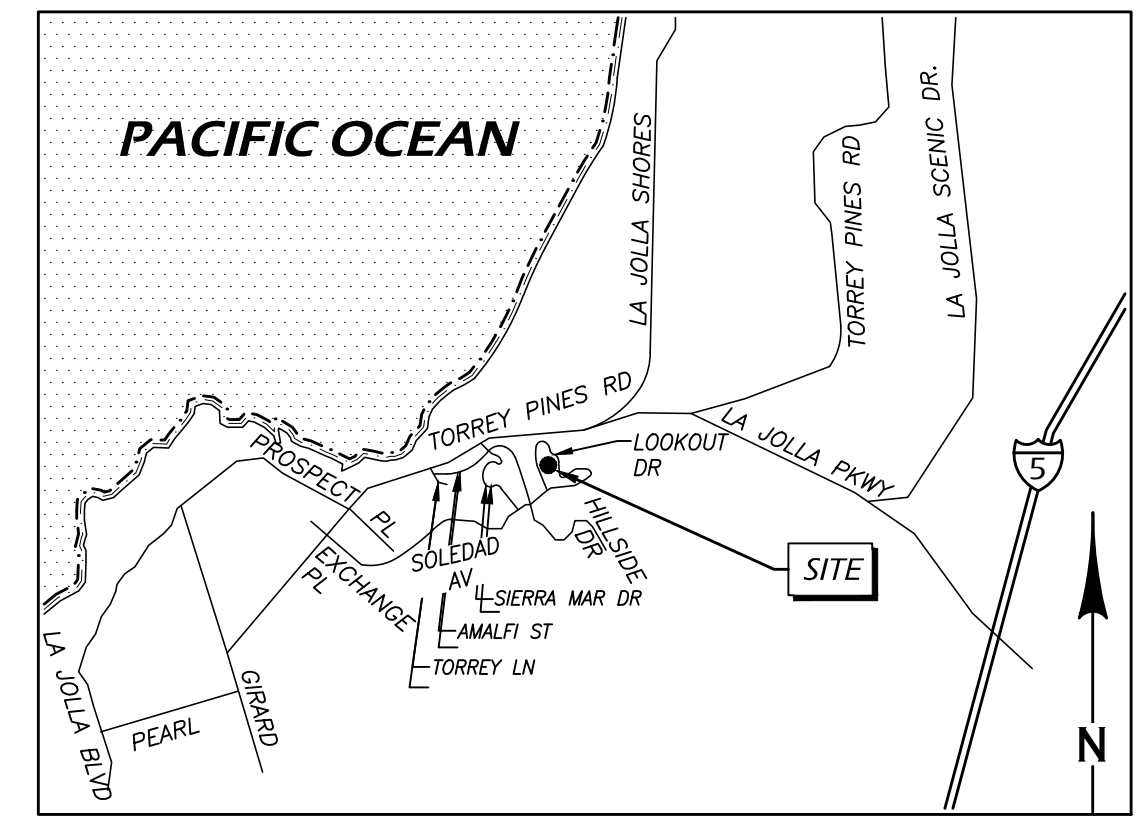 PACIFIC OCEAN
LA JOLLA SHORES
TORREY PINES RD
LA JOLLA SCENIC DR.
TORREY PINES RD
LA JOLLA PKWY
LOOKOUT
DR
5
PROSPECT
PL
HILLSIDE
DR
SITE
EXCHANGE
PL
SOLEDAD
AV
SIERRA MAR DR
AMALFI ST
TORREY LN
LA JOLLA BLVD
PEARL
GIRARD
N